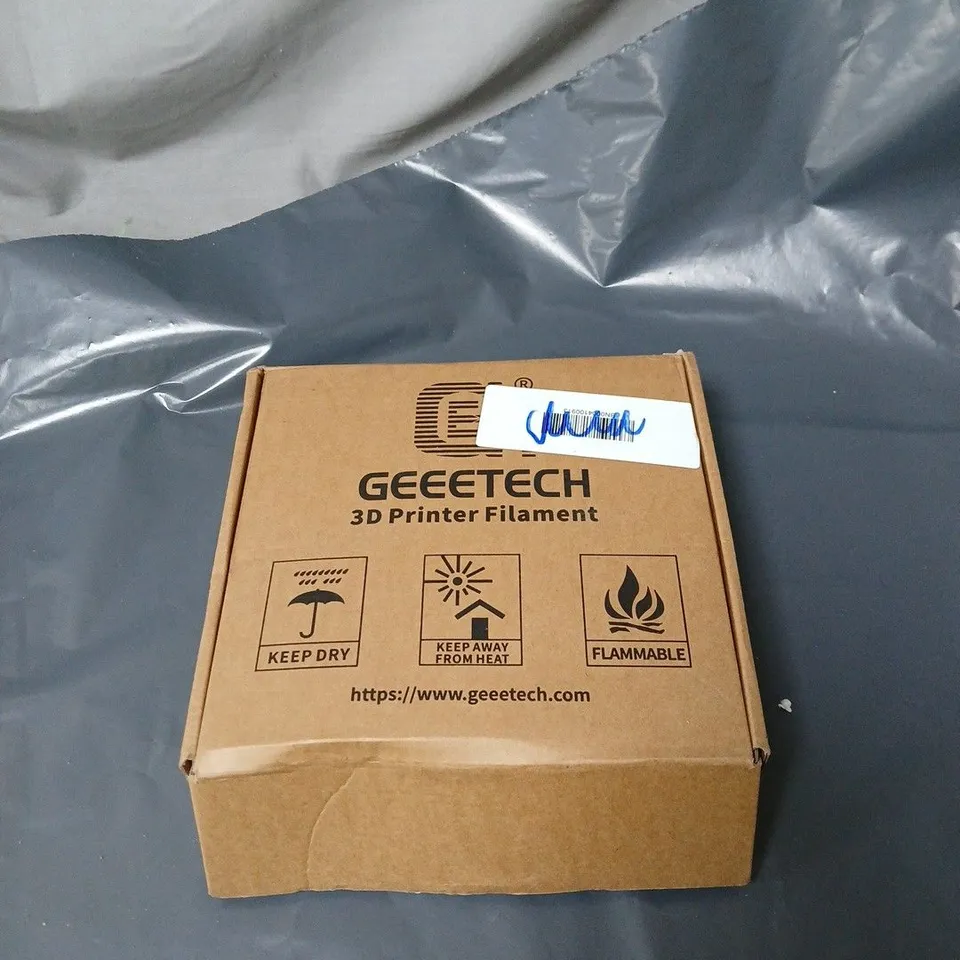 ®
GEEETECH
3D Printer Filament
KEEP DRY
KEEP AWAY
FROM HEAT
FLAMMABLE
https://www.geeetech.com